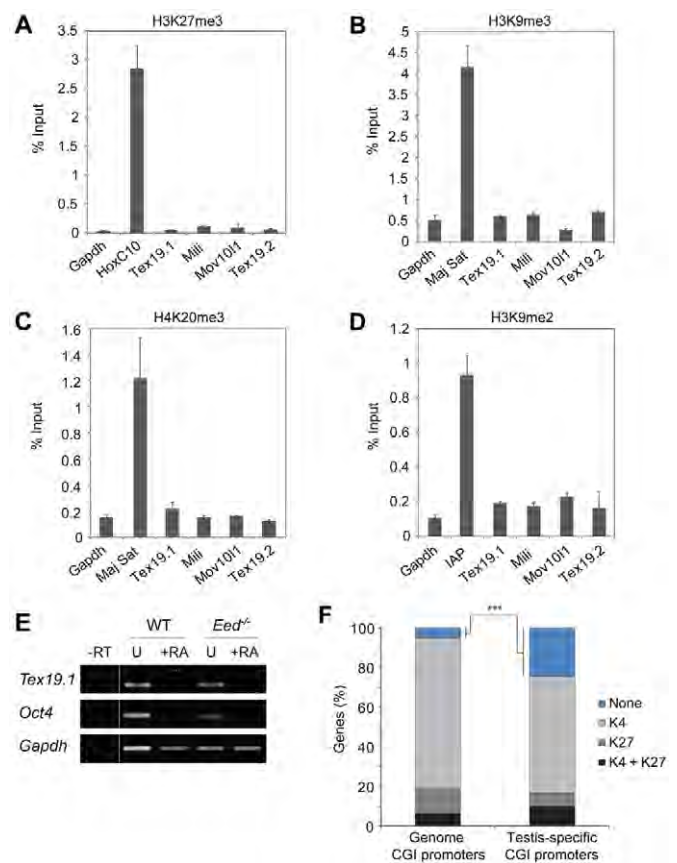 A
H3K27me3
% Input
3.5
3
2.5
2
1.5
1
0.5
0
Gapdh
HoxC10
Tex19.1
Mili
Mov10l1
Tex19.2
B
H3K9me3
% Input
5
4.5
4
3.5
3
2.5
2
1.5
1
0.5
0
Gapdh
Maj Sat
Tex19.1
Mili
Mov10l1
Tex19.2
C
H4K20me3
% Input
1.6
1.4
1.2
1.0
0.8
0.6
0.4
0.2
0
Gapdh
Maj Sat
Tex19.1
Mili
Mov10l1
Tex19.2
D
H3K9me2
% Input
1.2
1
0.8
0.6
0.4
0.2
0
Gapdh
IAP
Tex19.1
Mili
Mov10l1
Tex19.2
E
WT Eed-/-
-RT U +RA U +RA
Tex19.1
Oct4
Gapdh
F
***
Genes (%)
100
80
60
40
20
0
Genome
CGI promoters
Testis-specific
CGI promoters
None
K4
K27
K4 + K27